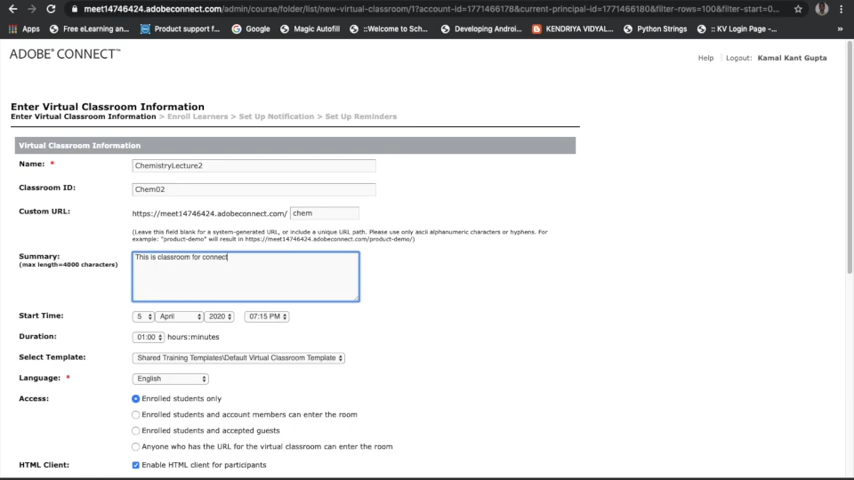 meet14746424.adobeconnect.com/admin/course/folder/list/new-virtual-classroom/1?account-id=1771466178&current-principal-id=1771466180&filter-rows=100&filter-start=0...
Apps Free eLearning an... Product support f... Google Magic Autofill ::Welcome to Sch... Developing Androi... KENDRIYA VIDYAL... Python Strings :: KV Login Page -... »
ADOBE® CONNECT™
Help Logout: Kamal Kant Gupta
Enter Virtual Classroom Information
Enter Virtual Classroom Information > Enroll Learners > Set Up Notification > Set Up Reminders
Virtual Classroom Information
Name: * ChemistryLecture2
Classroom ID: Chem02
Custom URL: https://meet14746424.adobeconnect.com/ chem
(Leave this field blank for a system-generated URL, or include a unique URL path. Please use only ascii alphanumeric characters or hyphens. For
example: "product-demo" will result in https://meet14746424.adobeconnect.com/product-demo/)
Summary: This is classroom for connect
(max length=4000 characters)
Start Time: 5 April 2020 07:15 PM
Duration: 01:00 hours:minutes
Select Template: Shared Training Templates\Default Virtual Classroom Template
Language: * English
Access: Enrolled students only
Enrolled students and account members can enter the room
Enrolled students and accepted guests
Anyone who has the URL for the virtual classroom can enter the room
HTML Client: Enable HTML client for participants